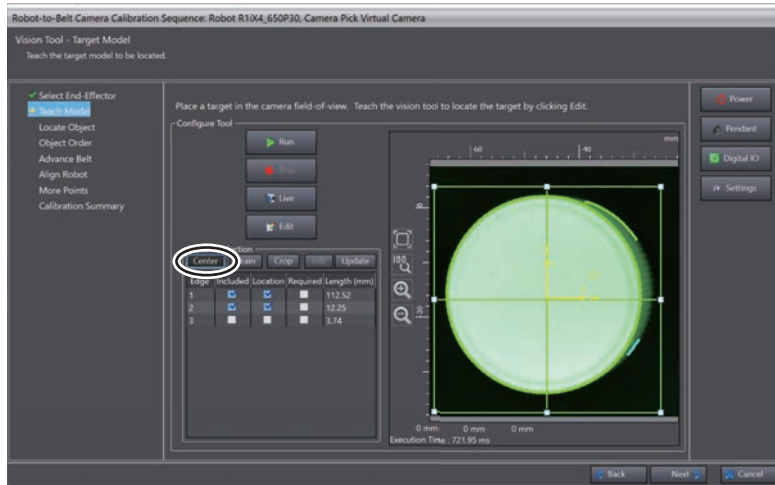 Robot-to-Belt Camera Calibration Sequence: Robot R1iX4_650P30, Camera Pick Virtual Camera
Vision Tool - Target Model
Teach the target model to be located.
Select End-Effector
Teach Model
Locate Object
Object Order
Advance Belt
Align Robot
More Points
Calibration Summary
Place a target in the camera field-of-view. Teach the vision tool to locate the target by clicking Edit.
Configure Tool
Run
Stop
Live
Edit
Center Crop Update
Edge Included Location Required Length (mm)
1 112.52
2 12.25
3 3.74
mm
-60 -40
100
-20
0 mm 0 mm 0 mm
Execution Time : 721.95 ms
Power
Pendant
Digital IO
Settings
Back Next Cancel